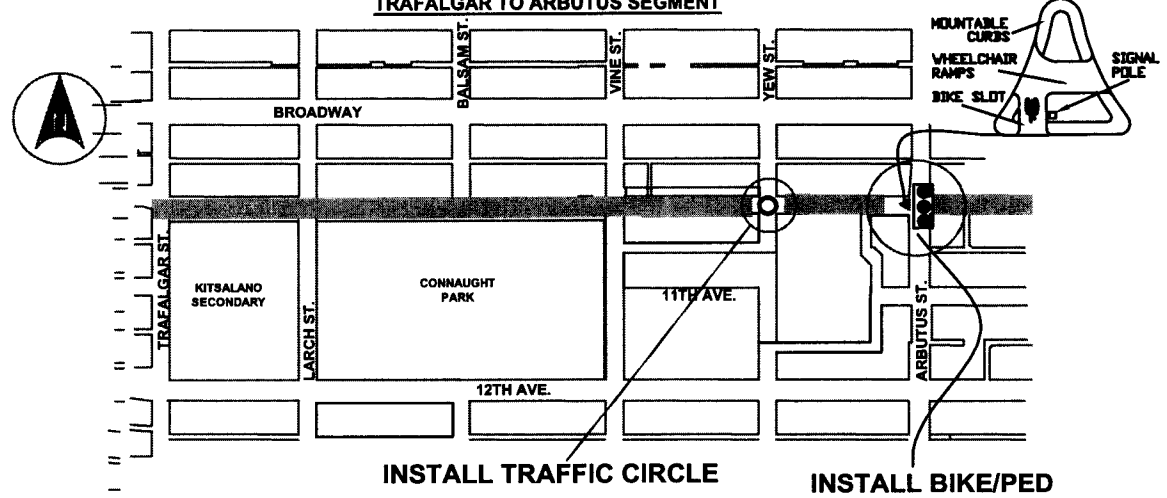 TRAFALGAR TO ARBUTUS SEGMENT
MOUNTABLE
CURBS
WHEELCHAIR
RAMPS
SIGNAL
POLE
BIKE SLOT
BALSAM ST.
VINE ST.
YEW ST.
BROADWAY
TRAFALGAR ST.
KITSALANO
SECONDARY
LARCH ST.
CONNAUGHT
PARK
11TH AVE.
ARBUTUS ST.
12TH AVE.
INSTALL TRAFFIC CIRCLE
INSTALL BIKE/PED